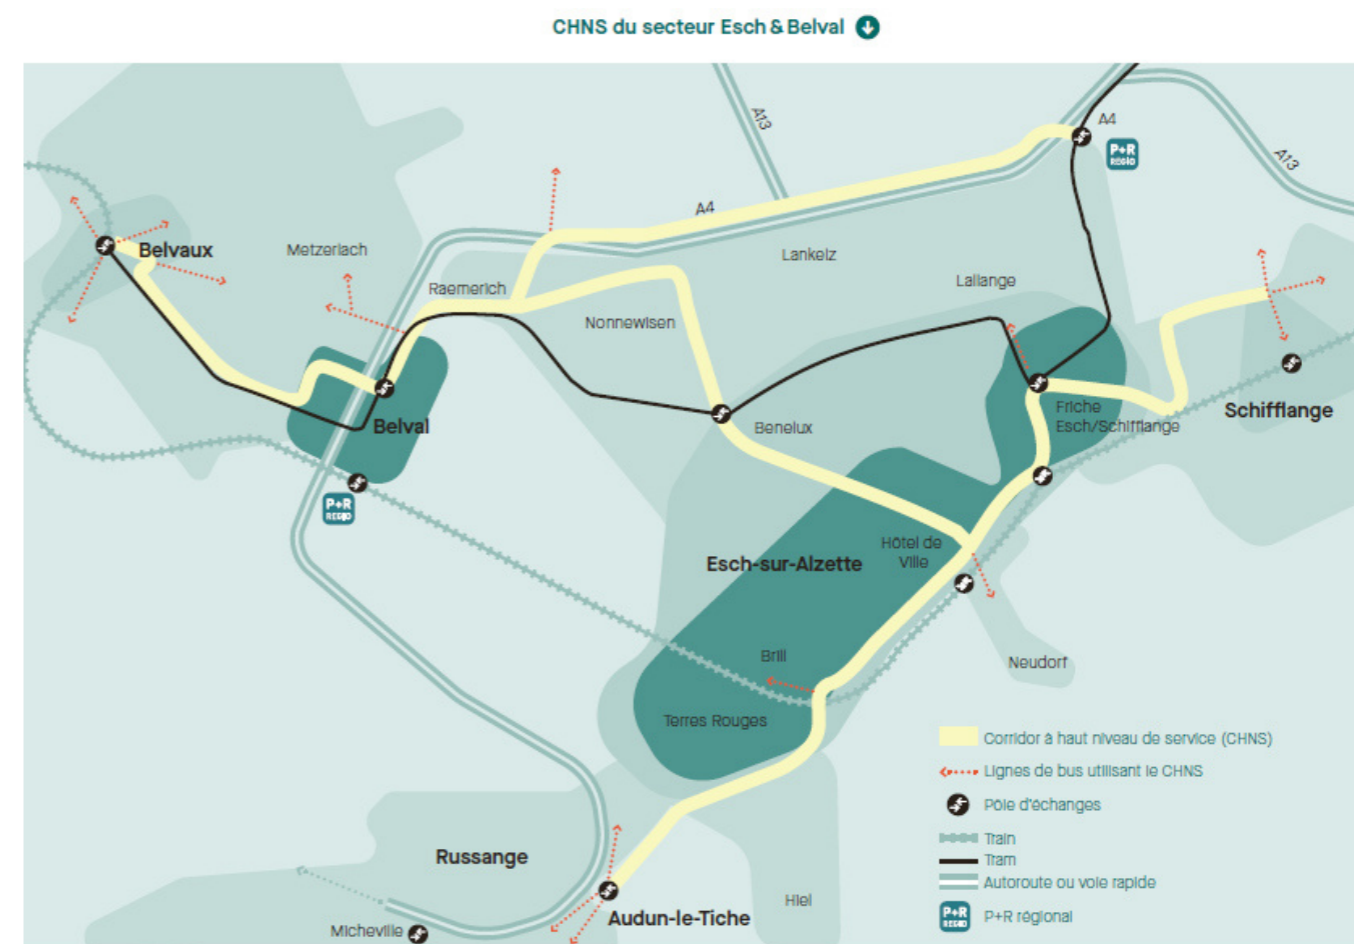 CHNS du secteur Esch & Belval
A13
A4
P+R
REGIO
A13
A4
Belvaux
Metzerlach
Lankelz
Raemerich
Lallange
Nonnewisen
Friche
Esch/Schifflange
Schifflange
Belval
Benelux
P+R
REGIO
Hôtel de
Ville
Esch-sur-Alzette
Brill
Neudorf
Terres Rouges
Corridor à haut niveau de service (CHNS)
Lignes de bus utilisant le CHNS
Pôle d'échanges
Train
Tram
Autoroute ou voie rapide
P+R
REGIO
P+R régional
Russange
Hiel
Audun-le-Tiche
Micheville